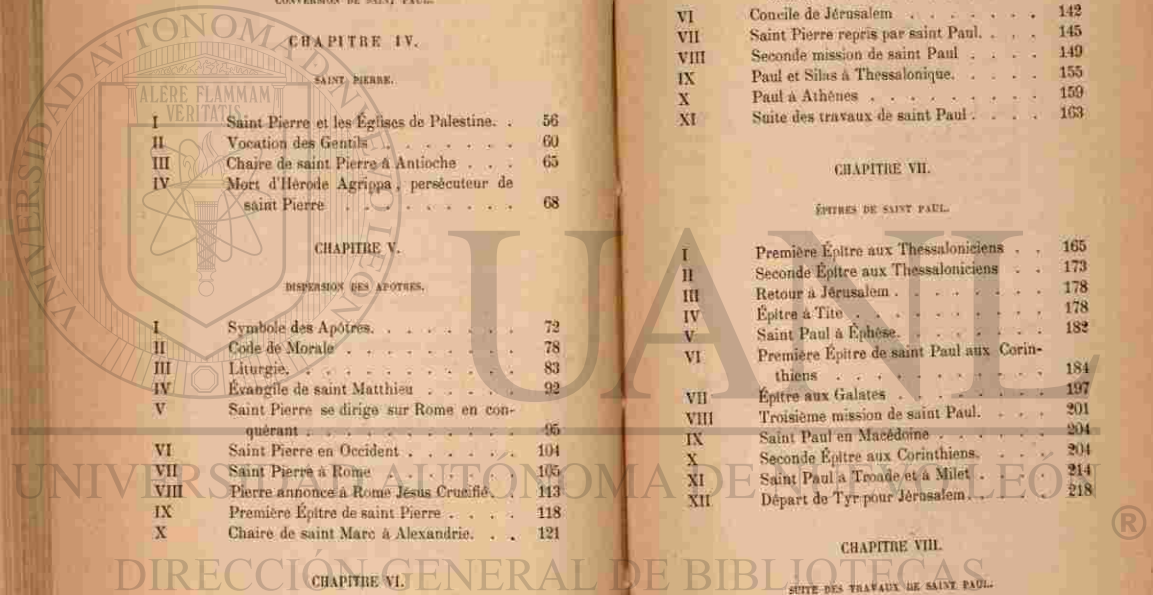 CONVERSION DE SAINT PAUL.
CHAPITRE IV.
SAINT PIERRE.
I Saint Pierre et les Églises de Palestine. . 56
II Vocation des Gentils . . . . . . . 60
III Chaire de saint Pierre à Antioche . . . 65
IV Mort d'Hérode Agrippa, persécuteur de
saint Pierre . . . . . . . . . 68
CHAPITRE V.
DISPERSION DES APOTRES.
I Symbole des Apôtres. . . . . . . . 72
II Code de Morale . . . . . . . . . 78
III Liturgie. . . . . . . . . . . . 83
IV Évangile de saint Matthieu . . . . . 92
V Saint Pierre se dirige sur Rome en con-
quérant . . . . . . . . . . . 95
VI Saint Pierre en Occident . . . . . . 104
VII Saint Pierre à Rome 105
VIII Pierre annonce à Rome Jésus Crucifié. . 113
IX Première Épître de saint Pierre . . . . 118
X Chaire de saint Marc à Alexandrie. . . 121
CHAPITRE VI.
VI Concile de Jérusalem . . . . . . . 142
VII Saint Pierre repris par saint Paul. . . . 145
VIII Seconde mission de saint Paul . . . . 149
IX Paul et Silas à Thessalonique. . . . . 155
X Paul à Athènes . . . . . . . . . 159
XI Suite des travaux de saint Paul . . . . 163
CHAPITRE VII.
ÉPITRES DE SAINT PAUL.
I Première Épître aux Thessaloniciens . . 165
II Seconde Épître aux Thessaloniciens . . 173
III Retour à Jérusalem . . . . . . . . 178
IV Épître à Tite . . . . . . . . . . 178
V Saint Paul à Éphèse. . . . . . . . 182
VI Première Épître de saint Paul aux Corin-
thiens . . . . . . . . . . . . 184
VII Épître aux Galates . . . . . . . . 197
VIII Troisième mission de saint Paul. . . . 201
IX Saint Paul en Macédoine . . . . . . 204
X Seconde Épître aux Corinthiens. . . . 204
XI Saint Paul à Troade et à Milet . . . . 214
XII Départ de Tyr pour Jérusalem . . . . . 218
CHAPITRE VIII.
SUITE DES TRAVAUX DE SAINT PAUL.
UNIVERSIDAD AUTÓNOMA DE NUEVO LEÓN
ALERE FLAMMAM
VERITATIS
UANL
UNIVERSIDAD AUTÓNOMA DE NUEVO LEÓN
®
DIRECCIÓN GENERAL DE BIBLIOTECAS